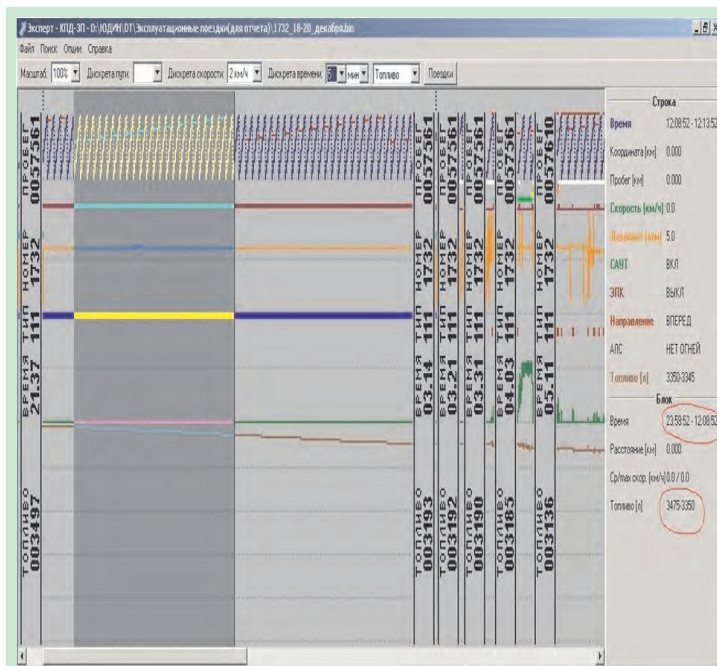 Эксперт - КПД-3П - D:\ЮДИН\DT\Эксплуатационные поездки(для отчета)\1732_18-20_декабря.bin
Файл Поиск Опции Справка
Масштаб: 100% Дискрета пути: Дискрета скорости: 2 км/ч Дискрета времени: 5 мин Топливо Поездки
ТОПЛИВО ВРЕМЯ ТИП НОМЕР ПРОБЕГ
003497 21.37 111 1732 0057561
ТОПЛИВО ВРЕМЯ ТИП НОМЕР ПРОБЕГ
003193 03.14 111 1732 0057561
ТОПЛИВО ВРЕМЯ ТИП НОМЕР ПРОБЕГ
003192 03.21 111 1732 0057561
ТОПЛИВО ВРЕМЯ ТИП НОМЕР ПРОБЕГ
003190 03.31 111 1732 0057561
ТОПЛИВО ВРЕМЯ ТИП НОМЕР ПРОБЕГ
003185 04.03 111 1732 0057561
ТОПЛИВО ВРЕМЯ ТИП НОМЕР ПРОБЕГ
003136 05.11 111 1732 0057610
Строка
Время 12:08:52 - 12:13:52
Координата [км] 0.000
Пробег [км] 0.000
Скорость [км/ч] 0.0
Давление [атм] 5.0
САУТ ВКЛ
ЭПК ВЫКЛ
Направление ВПЕРЕД
АЛС НЕТ ОГНЕЙ
Топливо [л] 3350-3345
Блок
Время 23:58:52 - 12:08:52
Расстояние [км] 0.000
Ср/max скор. [км/ч] 0.0 / 0.0
Топливо [л] 3475-3350